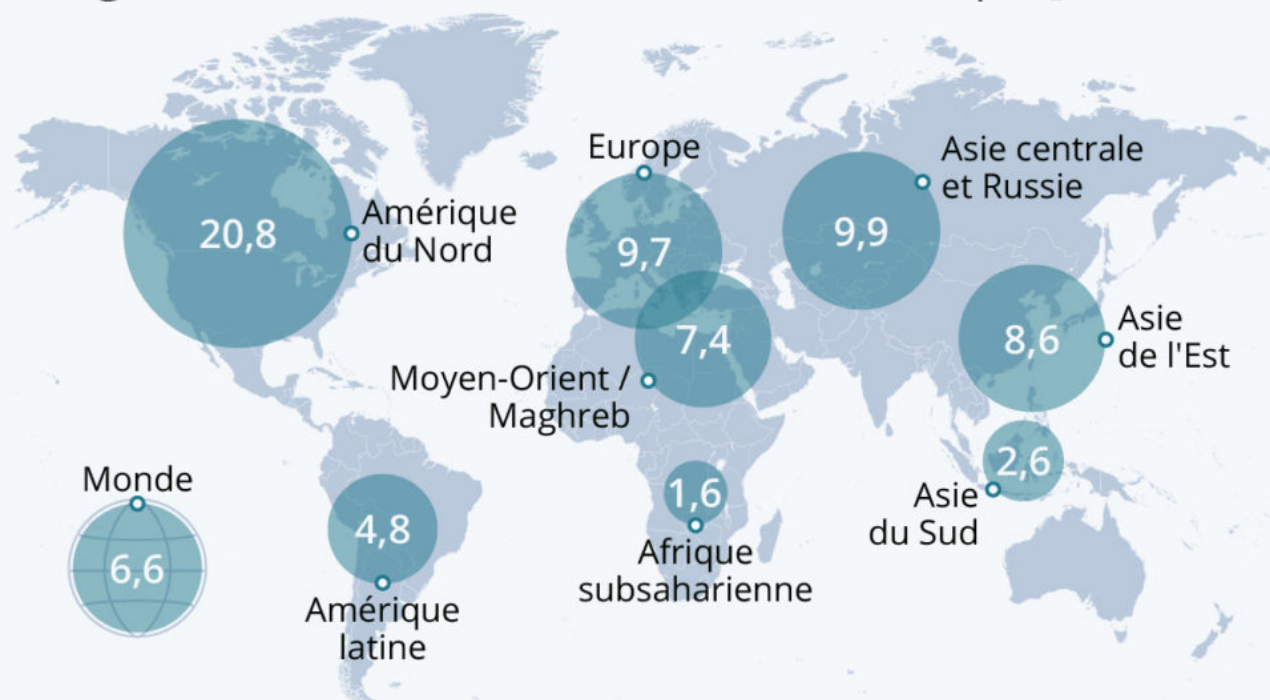 Europe
9,7
Asie centrale
et Russie
9,9
20,8
Amérique
du Nord
7,4
Moyen-Orient /
Maghreb
8,6
Asie
de l'Est
Monde
6,6
4,8
Amérique
latine
1,6
Afrique
subsaharienne
2,6
Asie
du Sud